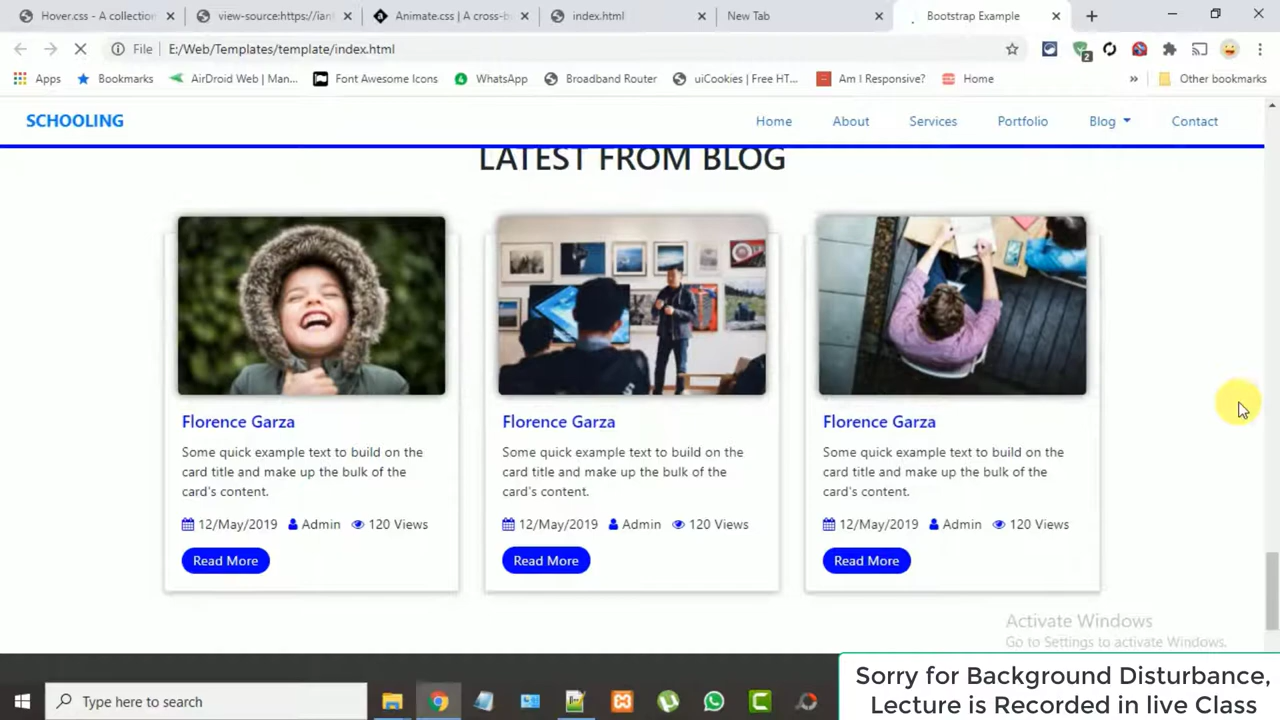 Hover.css - A collection
view-source:https://ian
Animate.css | A cross-b
index.html
New Tab
Bootstrap Example
File
E:/Web/Templates/template/index.html
2
Apps
Bookmarks
AirDroid Web | Man...
Font Awesome Icons
WhatsApp
Broadband Router
uiCookies | Free HT...
Am I Responsive?
Home
Other bookmarks
SCHOOLING
Home
About
Services
Portfolio
Blog
Contact
LATEST FROM BLOG
Florence Garza
Some quick example text to build on the
card title and make up the bulk of the
card's content.
12/May/2019 Admin 120 Views
Read More
Florence Garza
Some quick example text to build on the
card title and make up the bulk of the
card's content.
12/May/2019 Admin 120 Views
Read More
Florence Garza
Some quick example text to build on the
card title and make up the bulk of the
card's content.
12/May/2019 Admin 120 Views
Read More
Activate Windows
Go to Settings to activate Windows.
Type here to search
Sorry for Background Disturbance,
Lecture is Recorded in live Class